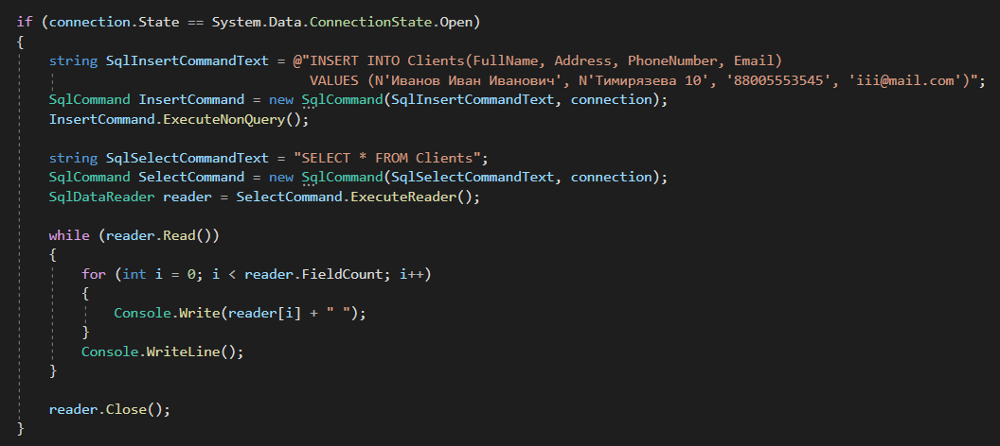 if (connection.State == System.Data.ConnectionState.Open)
{
    string SqlInsertCommandText = @"INSERT INTO Clients(FullName, Address, PhoneNumber, Email)
                                    VALUES (N'Иванов Иван Иванович', N'Тимирязева 10', '88005553545', 'iii@mail.com')";
    SqlCommand InsertCommand = new SqlCommand(SqlInsertCommandText, connection);
    InsertCommand.ExecuteNonQuery();

    string SqlSelectCommandText = "SELECT * FROM Clients";
    SqlCommand SelectCommand = new SqlCommand(SqlSelectCommandText, connection);
    SqlDataReader reader = SelectCommand.ExecuteReader();

    while (reader.Read())
    {
        for (int i = 0; i < reader.FieldCount; i++)
        {
            Console.Write(reader[i] + " ");
        }
        Console.WriteLine();
    }

    reader.Close();
}